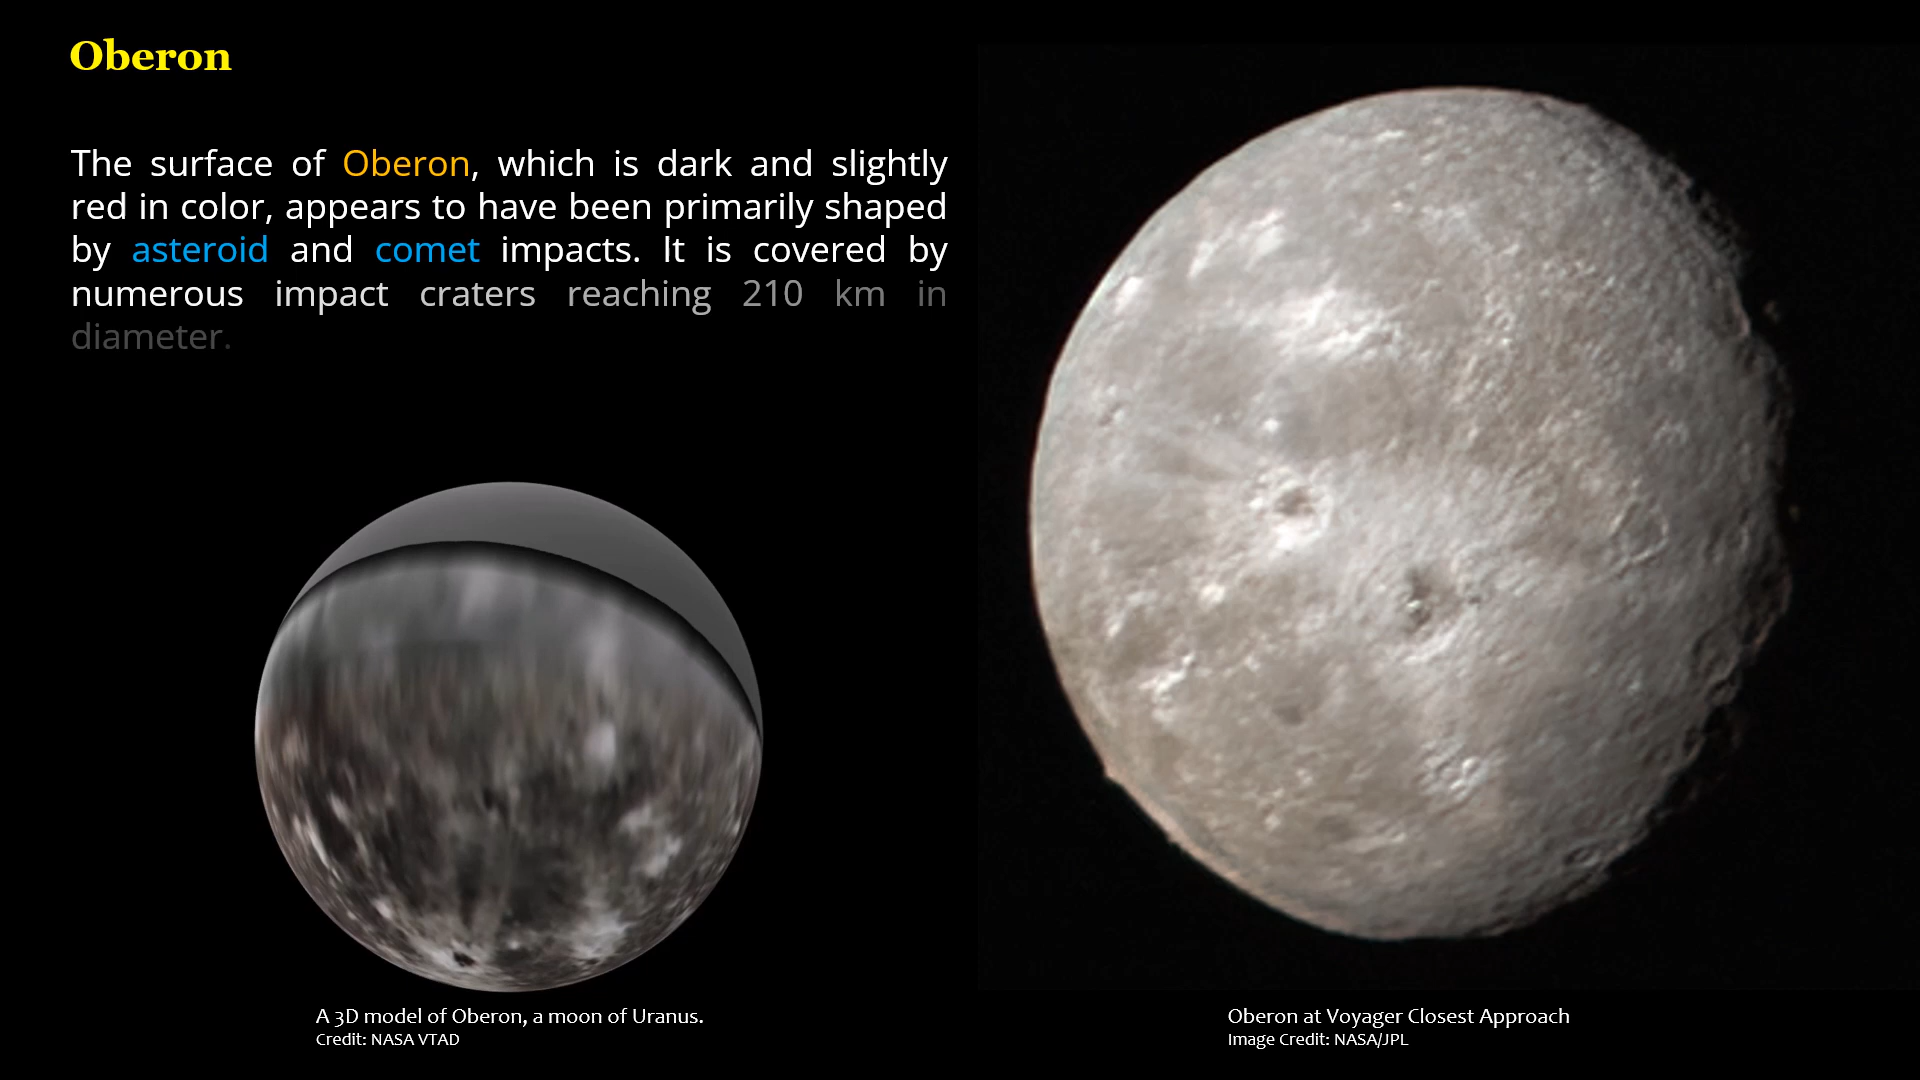 Oberon
The surface of Oberon, which is dark and slightly
red in color, appears to have been primarily shaped
by asteroid and comet impacts. It is covered by
numerous impact craters reaching 210 km in
diameter.
A 3D model of Oberon, a moon of Uranus.
Credit: NASA VTAD
Oberon at Voyager Closest Approach
Image Credit: NASA/JPL